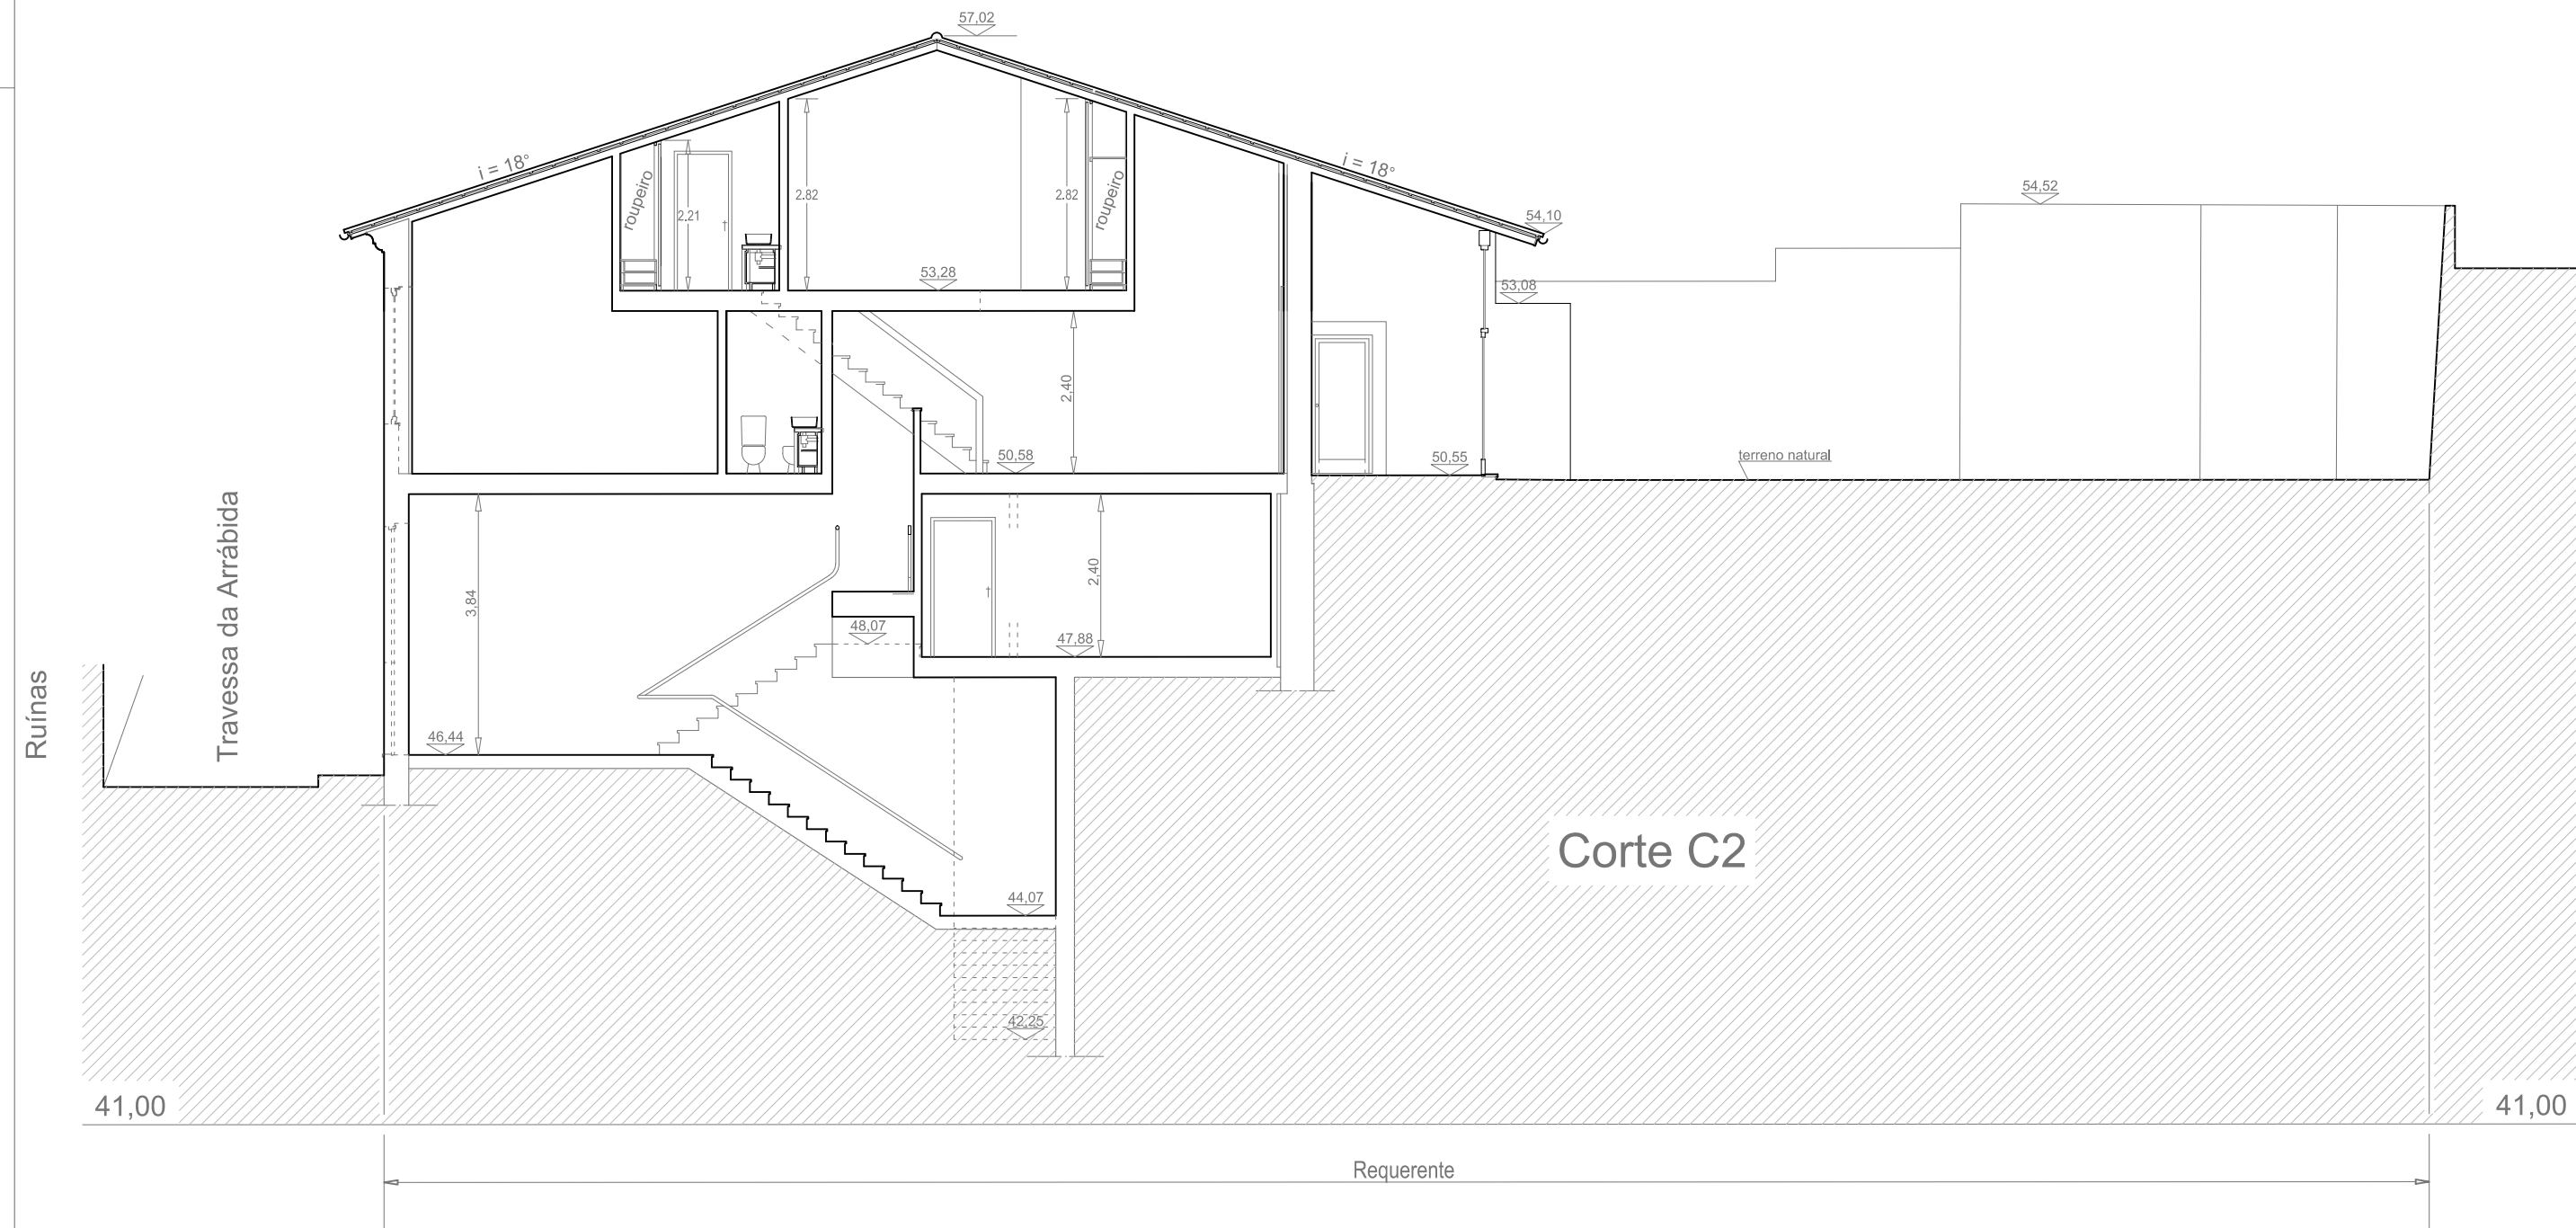 57,02
i = 18°
i = 18°
roupeiro
2,21
2.82
2.82
roupeiro
54,52
54,10
53,28
53,08
2,40
50,58
50,55
terreno natural
Travessa da Arrábida
Ruínas
3,84
2,40
48,07
47,88
46,44
Corte C2
44,07
42,25
41,00
41,00
Requerente